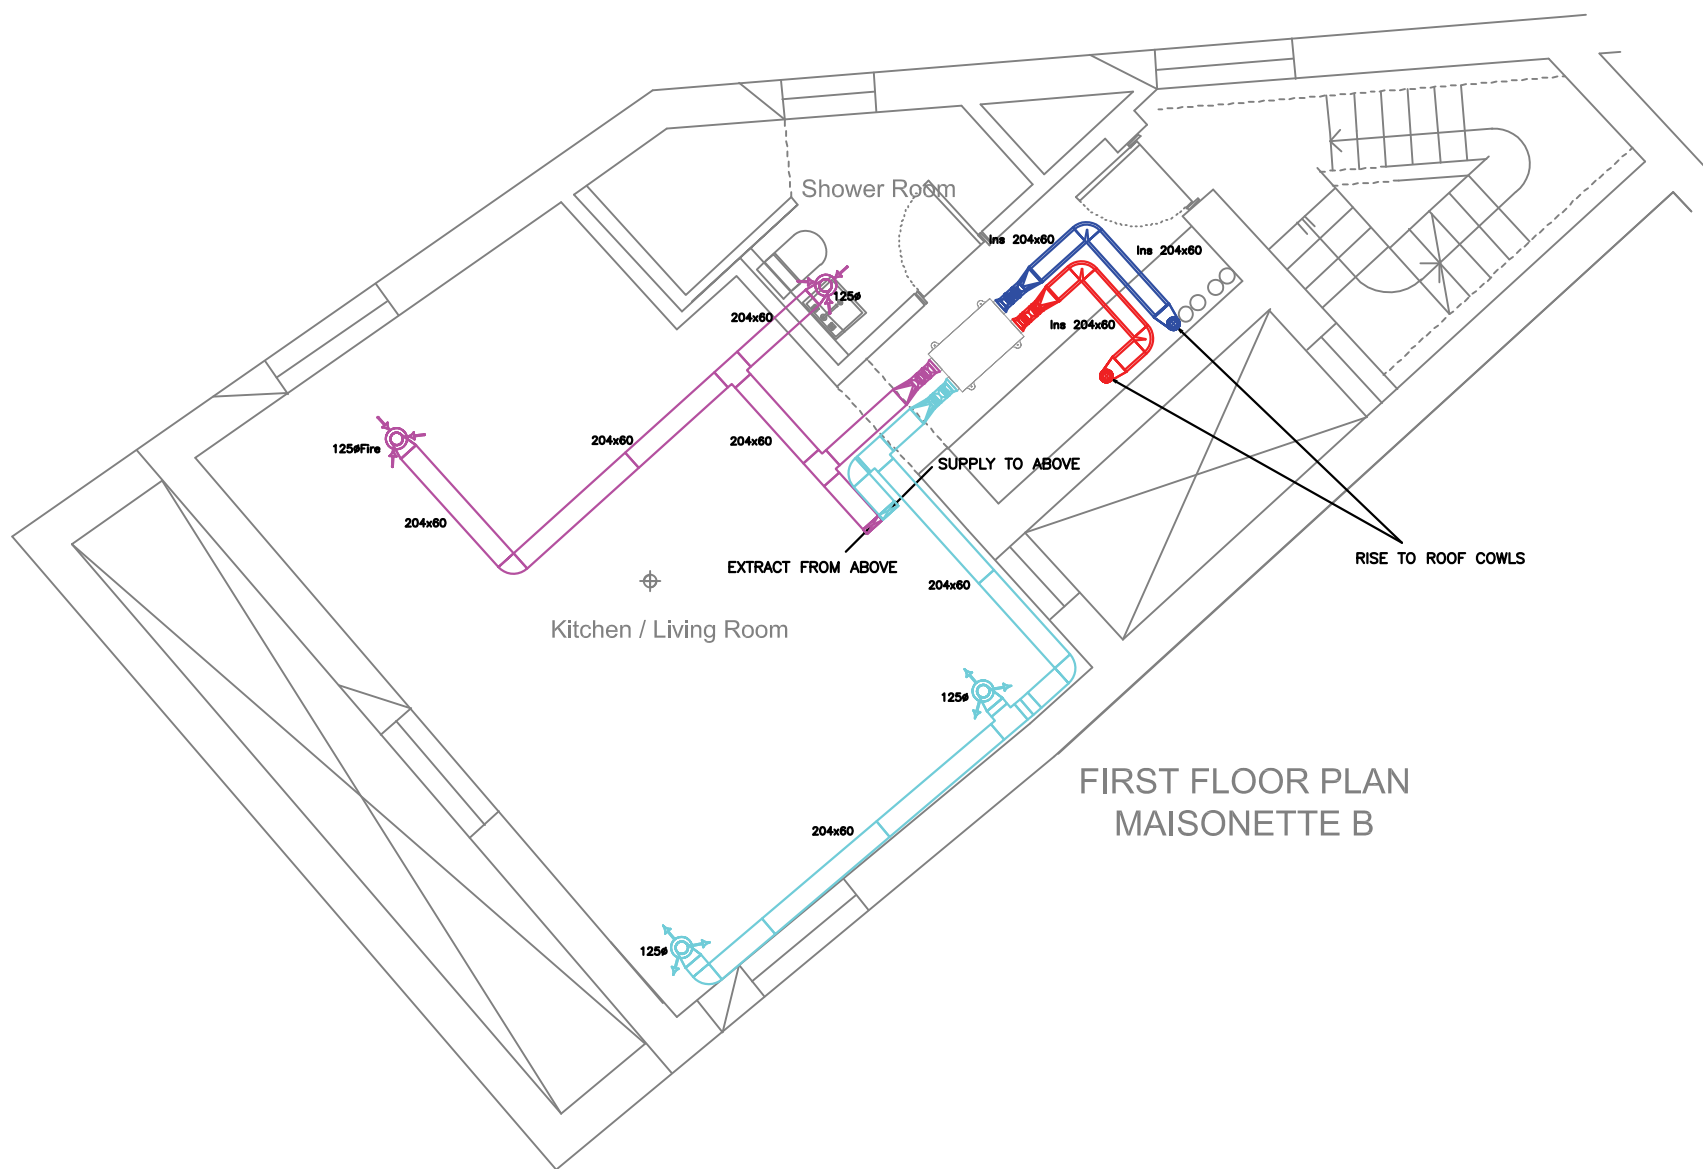 Shower Room
Ins 204x60
Ins 204x60
125ø
204x60
Ins 204x60
125øFire
204x60
204x60
SUPPLY TO ABOVE
204x60
EXTRACT FROM ABOVE
RISE TO ROOF COWLS
204x60
Kitchen / Living Room
125ø
FIRST FLOOR PLAN
MAISONETTE B
204x60
125ø